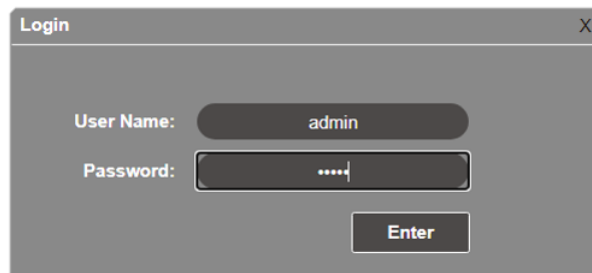 Login X
User Name: admin
Password: •••••
Enter